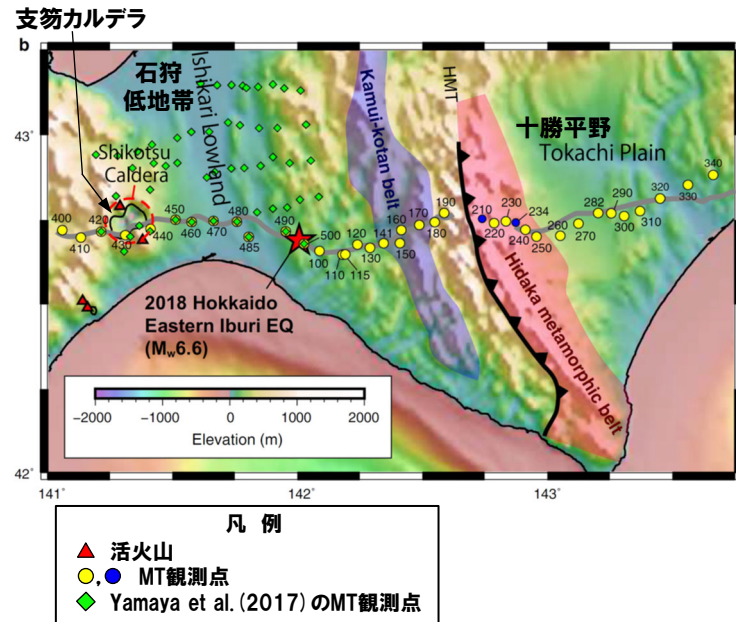 支笏カルデラ
b
石狩
低地帯
Ishikari Lowland
Kamui-kotan belt
HMT
十勝平野
Tokachi Plain
43°
Shikotsu
Caldera
340
320
330
400
410
420
430
440
450
460
470
476
485
490
500
100
110
115
120
130
141
150
160
170
180
190
210
220
230
234
240
250
260
270
282
290
300
310
Hidaka metamorphic belt
2018 Hokkaido
Eastern Iburi EQ
(Mw6.6)
−2000 −1000 0 1000 2000
Elevation (m)
42°
141° 142° 143°
凡 例
活火山
, MT観測点
Yamaya et al.(2017)のMT観測点